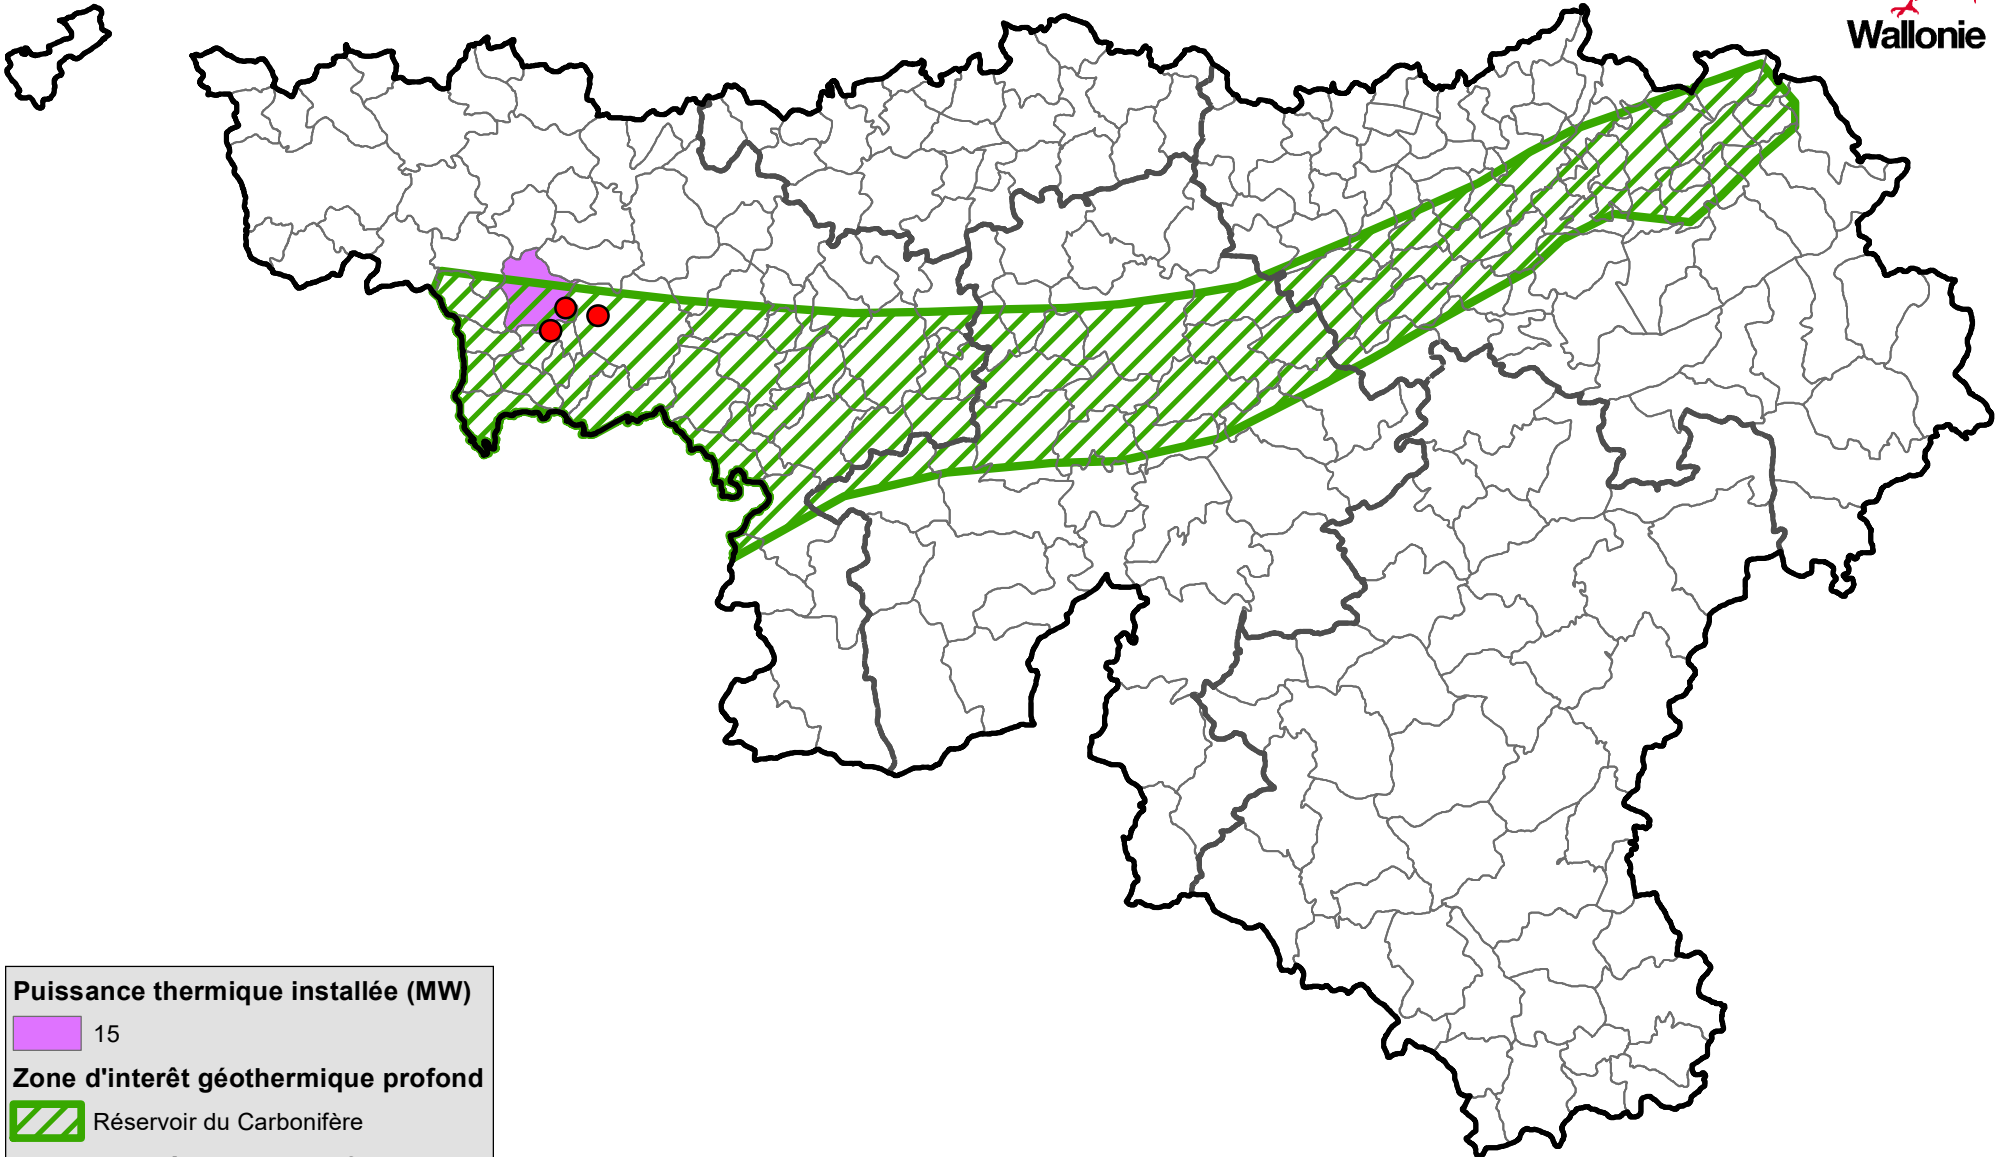 Wallonie
Puissance thermique installée (MW)
15
Zone d'interêt géothermique profond
Réservoir du Carbonifère